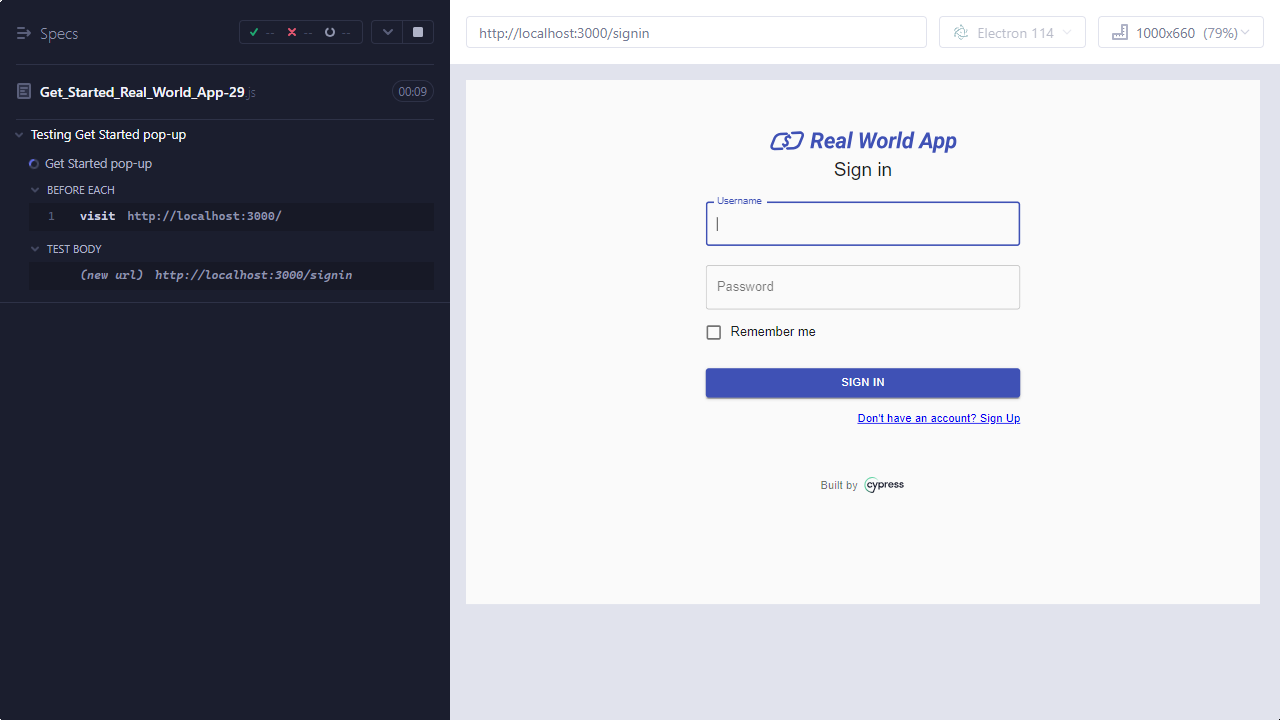 Specs
--
--
--
Get_Started_Real_World_App-29.js
00:09
Testing Get Started pop-up
Get Started pop-up
BEFORE EACH
1 visit http://localhost:3000/
TEST BODY
(new url) http://localhost:3000/signin
http://localhost:3000/signin
Electron 114
1000x660 (79%)
Real World App
Sign in
Username
Password
Remember me
SIGN IN
Don't have an account? Sign Up
Built by cypress